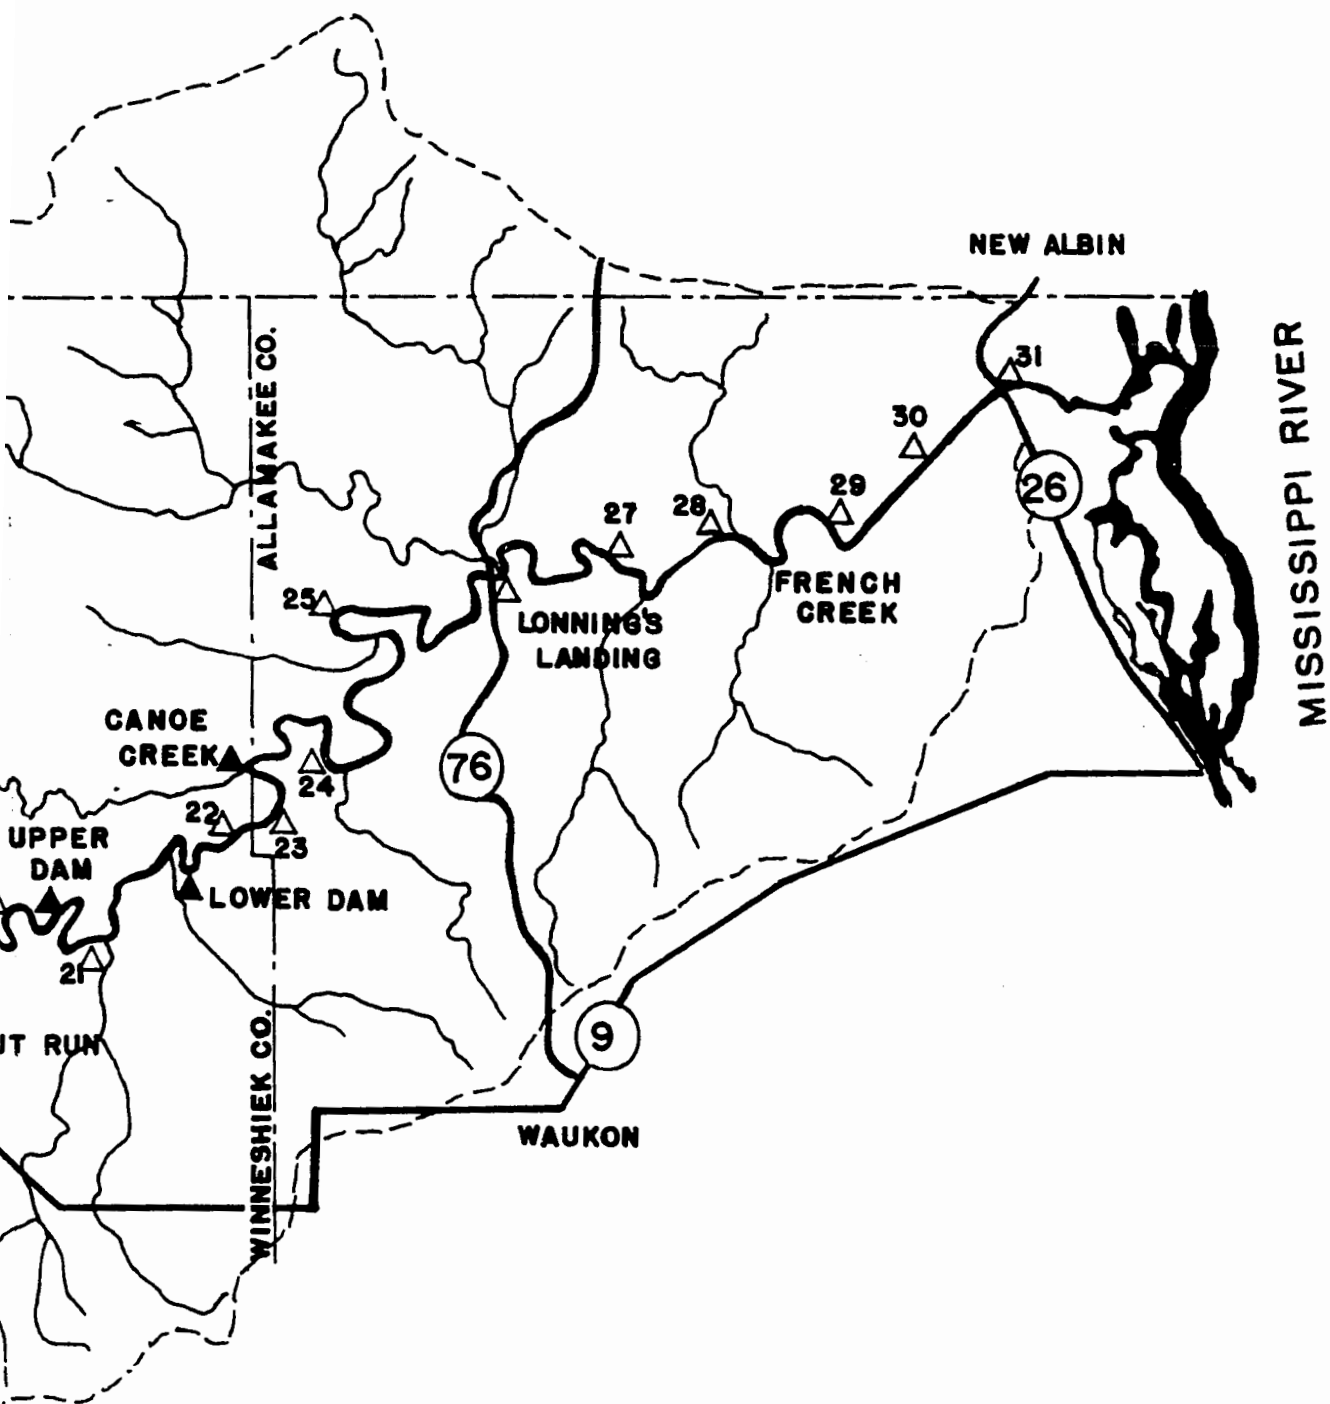 NEW ALBIN
ALLAMAKEE CO.
MISSISSIPPI RIVER
31
30
26
29
28
27
FRENCH
CREEK
25
LONNING'S
LANDING
CANOE
CREEK
76
24
22
23
UPPER
DAM
LOWER DAM
21
UT RUN
9
WINNESHIEK CO.
WAUKON